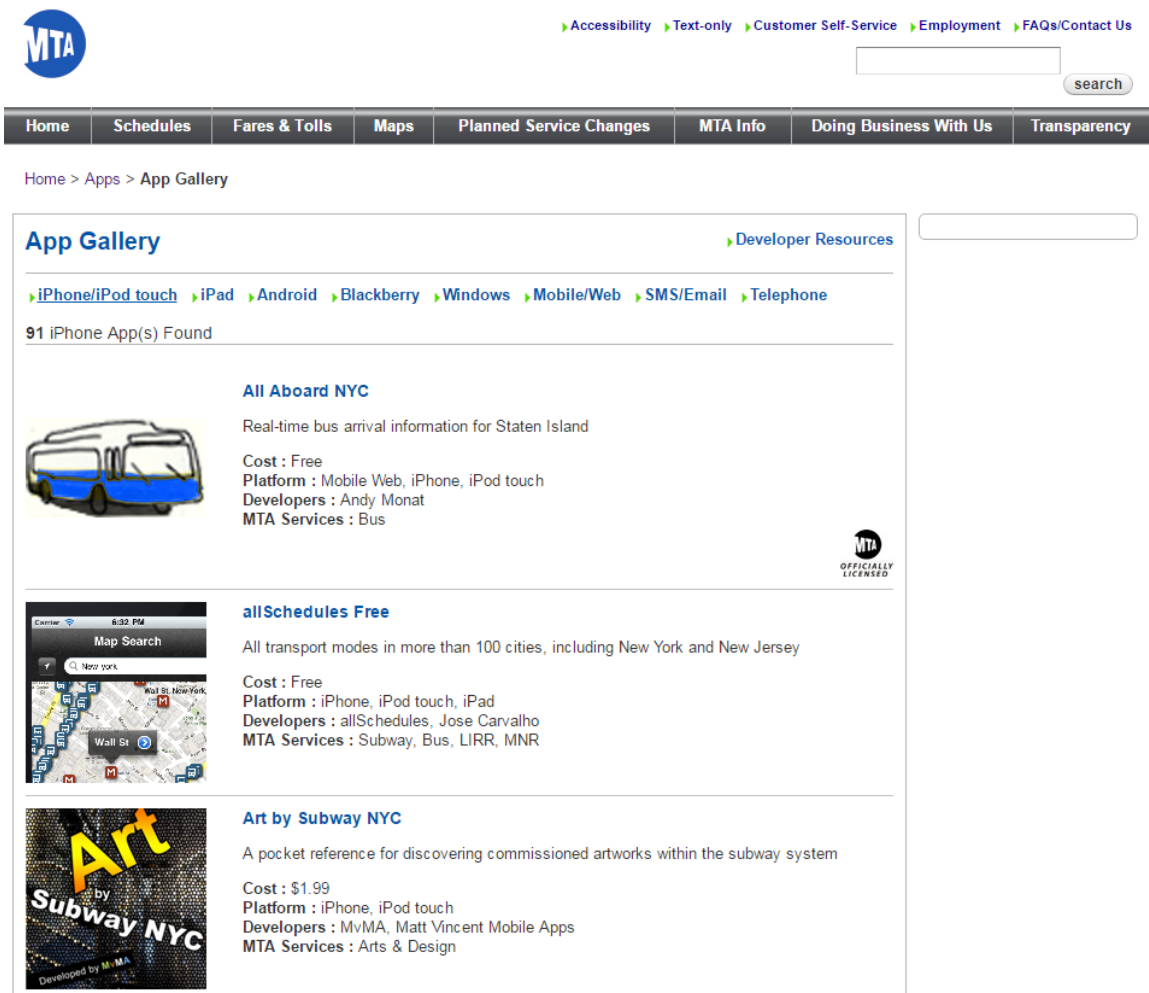 MTA
Accessibility Text-only Customer Self-Service Employment FAQs/Contact Us
search
Home Schedules Fares & Tolls Maps Planned Service Changes MTA Info Doing Business With Us Transparency
Home > Apps > App Gallery
App Gallery
Developer Resources
iPhone/iPod touch iPad Android Blackberry Windows Mobile/Web SMS/Email Telephone
91 iPhone App(s) Found
All Aboard NYC
Real-time bus arrival information for Staten Island
Cost : Free
Platform : Mobile Web, iPhone, iPod touch
Developers : Andy Monat
MTA Services : Bus
MTA
OFFICIALLY
LICENSED
Carrier 6:32 PM
Map Search
New york
Wall St, New York,
Wall St
allSchedules Free
All transport modes in more than 100 cities, including New York and New Jersey
Cost : Free
Platform : iPhone, iPod touch, iPad
Developers : allSchedules, Jose Carvalho
MTA Services : Subway, Bus, LIRR, MNR
Art
by
Subway NYC
Developed by MvMA
Art by Subway NYC
A pocket reference for discovering commissioned artworks within the subway system
Cost : $1.99
Platform : iPhone, iPod touch
Developers : MvMA, Matt Vincent Mobile Apps
MTA Services : Arts & Design